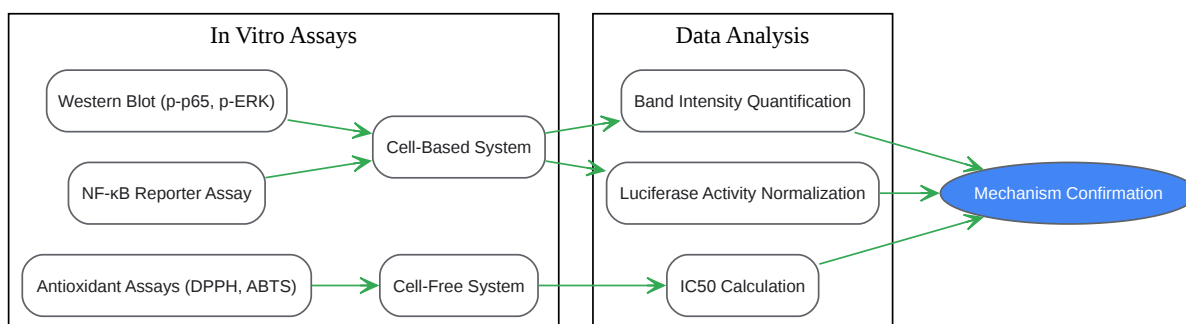 In Vitro Assays
Data Analysis
Western Blot (p-p65, p-ERK)
Band Intensity Quantification
Cell-Based System
NF-κB Reporter Assay
Luciferase Activity Normalization
Mechanism Confirmation
Antioxidant Assays (DPPH, ABTS)
Cell-Free System
IC50 Calculation